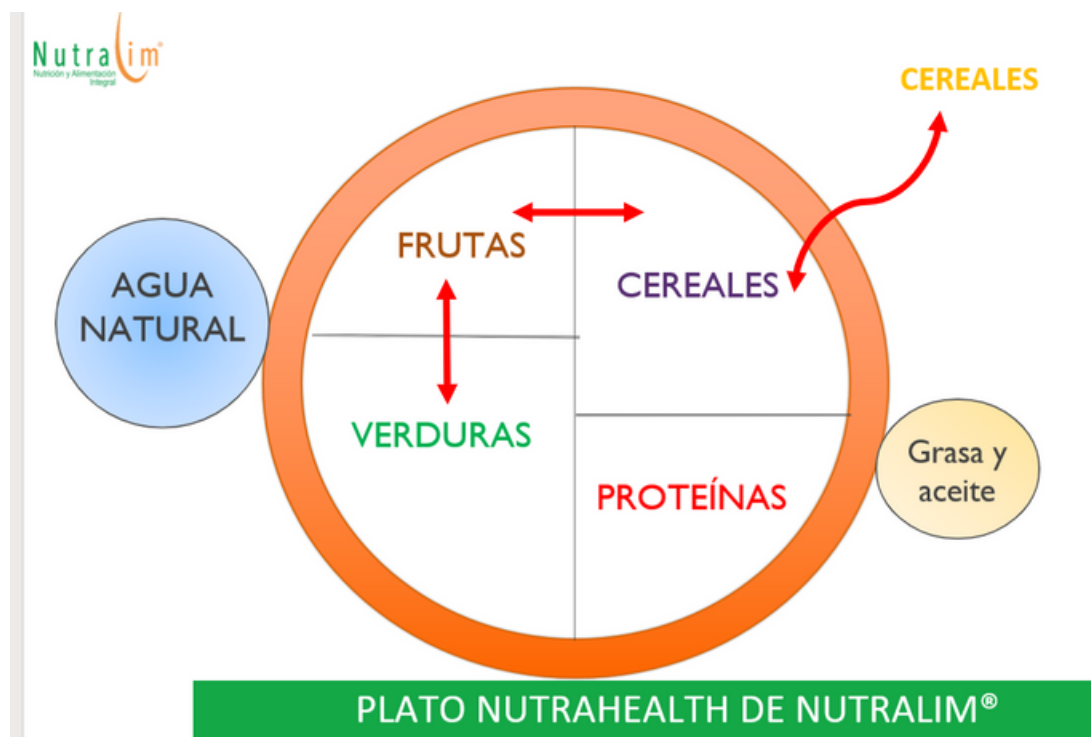 Nutralim®
Nutrición y Alimentación
Integral
CEREALES
AGUA
NATURAL
FRUTAS
CEREALES
VERDURAS
PROTEÍNAS
Grasa y
aceite
PLATO NUTRAHEALTH DE NUTRALIM®